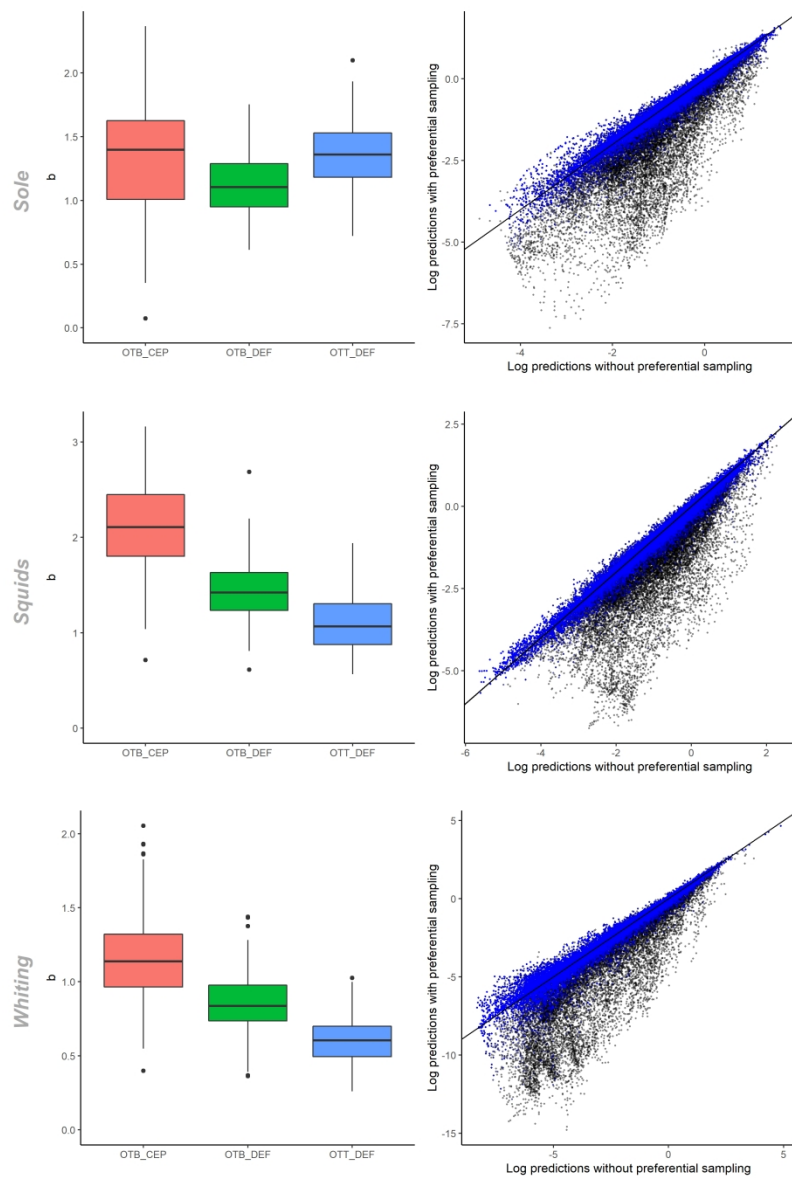 Sole
b
2.0
1.5
1.0
0.5
0.0
OTB_CEP OTB_DEF OTT_DEF
Log predictions with preferential sampling
0.0
-2.5
-5.0
-7.5
-4 -2 0
Log predictions without preferential sampling
Squids
b
3
2
1
0
OTB_CEP OTB_DEF OTT_DEF
Log predictions with preferential sampling
2.5
0.0
-2.5
-5.0
-6 -4 -2 0 2
Log predictions without preferential sampling
Whiting
b
2.0
1.5
1.0
0.5
0.0
OTB_CEP OTB_DEF OTT_DEF
Log predictions with preferential sampling
5
0
-5
-10
-15
-5 0 5
Log predictions without preferential sampling